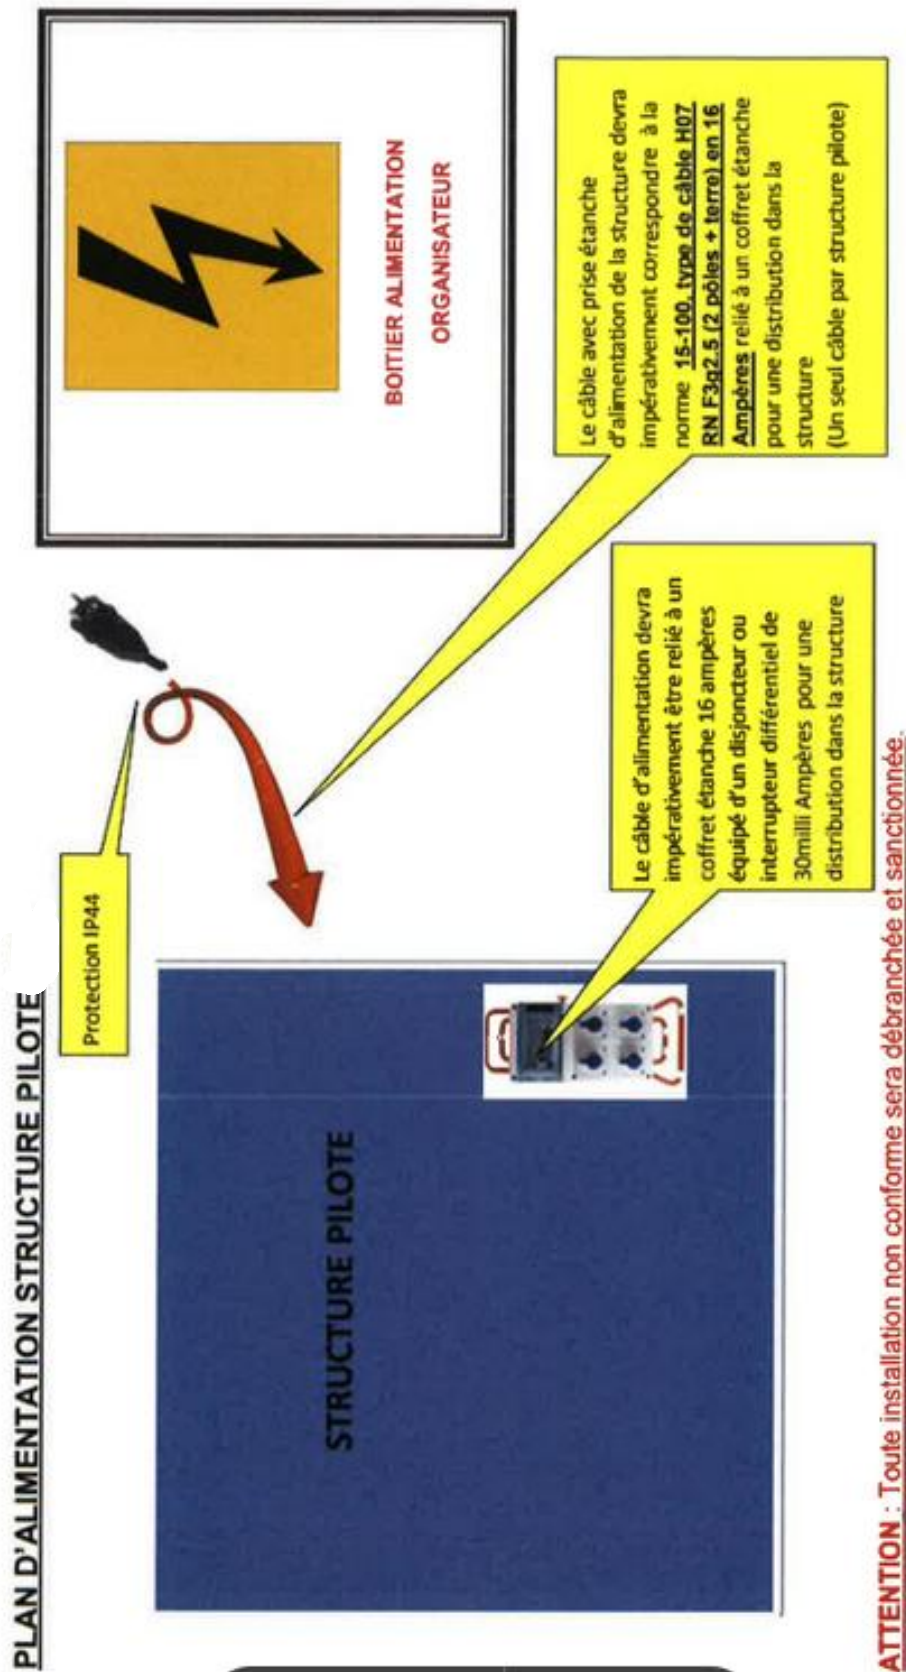 PLAN D'ALIMENTATION STRUCTURE PILOTE
Protection IP44
BOITIER ALIMENTATION
ORGANISATEUR
STRUCTURE PILOTE
Le câble avec prise étanche
d'alimentation de la structure devra
impérativement correspondre à la
norme 15-100, type de câble H07
RN F3g2.5 (2 pôles + terre) en 16
Ampères relié à un coffret étanche
pour une distribution dans la
structure
(Un seul câble par structure pilote)
Le câble d'alimentation devra
impérativement être relié à un
coffret étanche 16 ampères
équipé d'un disjoncteur ou
interrupteur différentiel de
30milli Ampères pour une
distribution dans la structure
ATTENTION : Toute installation non conforme sera débranchée et sanctionnée.